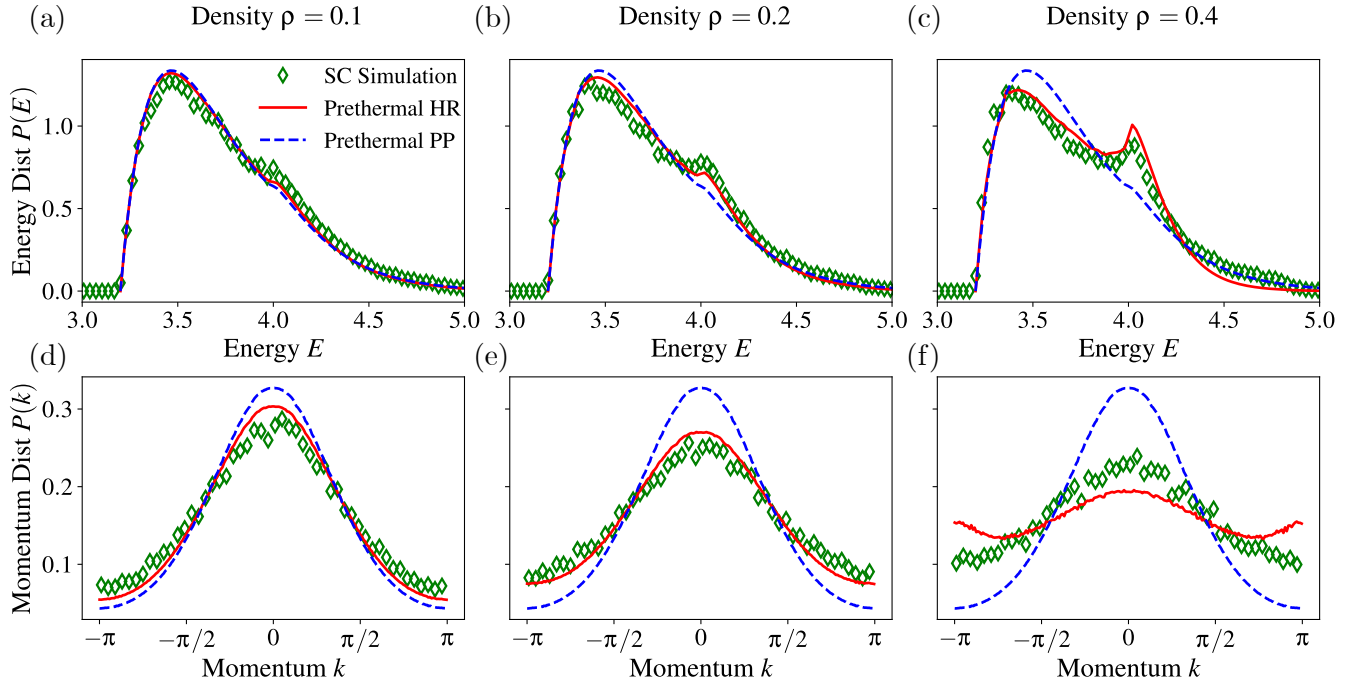 (a) Density ρ = 0.1
(b) Density ρ = 0.2
(c) Density ρ = 0.4
Energy Dist P(E)
1.0
0.5
0.0
SC Simulation
Prethermal HR
Prethermal PP
3.0 3.5 4.0 4.5 5.0
3.0 3.5 4.0 4.5 5.0
3.0 3.5 4.0 4.5 5.0
Energy E
Energy E
Energy E
(d)
(e)
(f)
Momentum Dist P(k)
0.3
0.2
0.1
−π −π/2 0 π/2 π
−π −π/2 0 π/2 π
−π −π/2 0 π/2 π
Momentum k
Momentum k
Momentum k